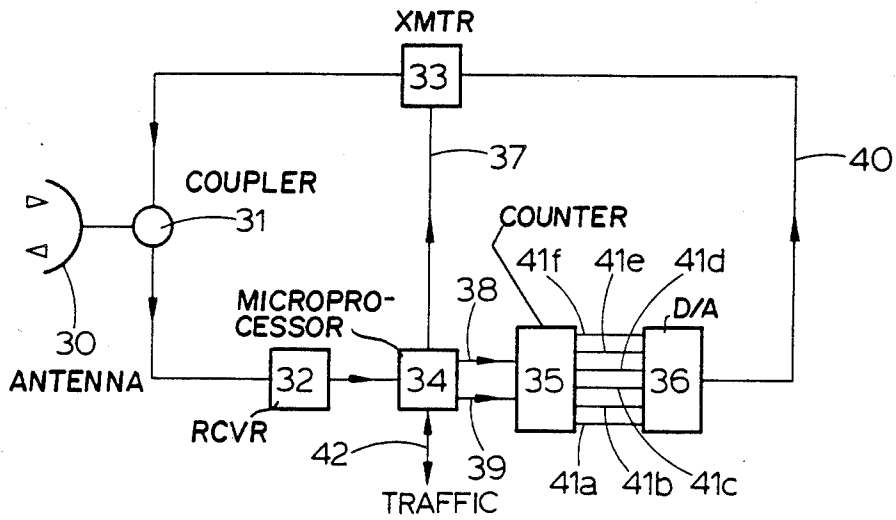 XMTR
33
37
40
COUPLER
31
COUNTER
41f
41e
41d
38
D/A
MICROPRO-
CESSOR
30
ANTENNA
32
RCVR
34
35
36
42
39
41a
41b
41c
TRAFFIC